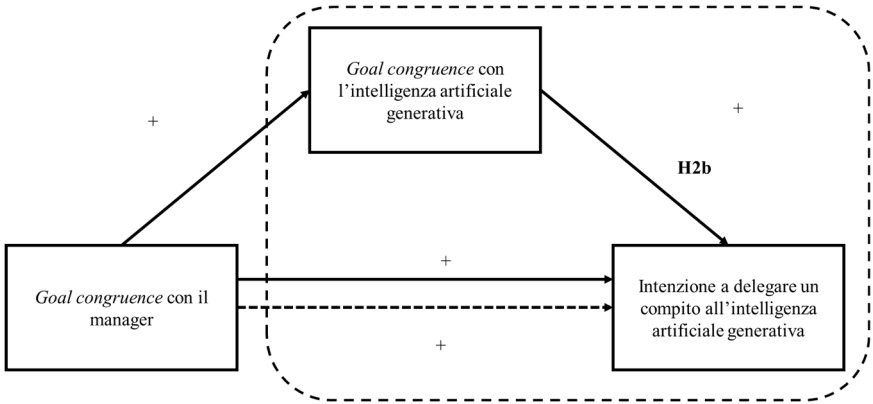 Goal congruence con
l'intelligenza artificiale
generativa
+
+
H2b
Goal congruence con il
manager
+
+
Intenzione a delegare un
compito all'intelligenza
artificiale generativa